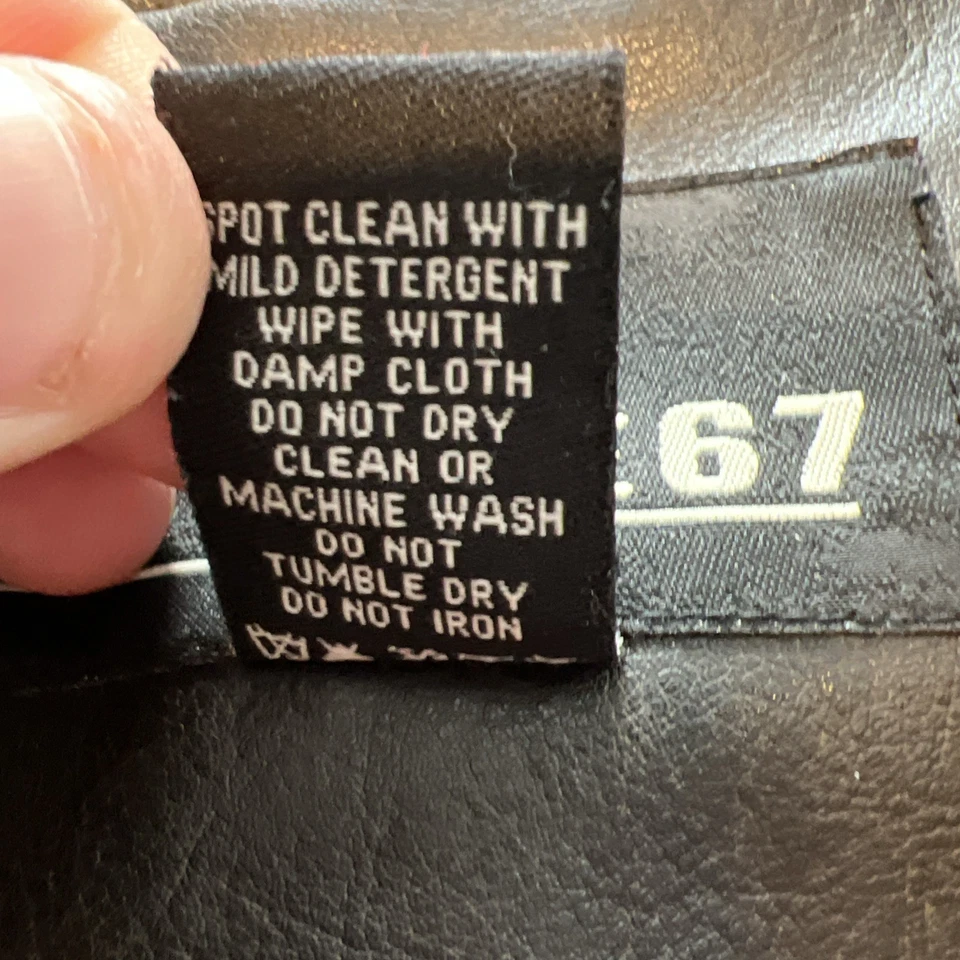 SPOT CLEAN WITH
MILD DETERGENT
WIPE WITH
DAMP CLOTH
DO NOT DRY
CLEAN OR
MACHINE WASH
DO NOT
TUMBLE DRY
DO NOT IRON
67